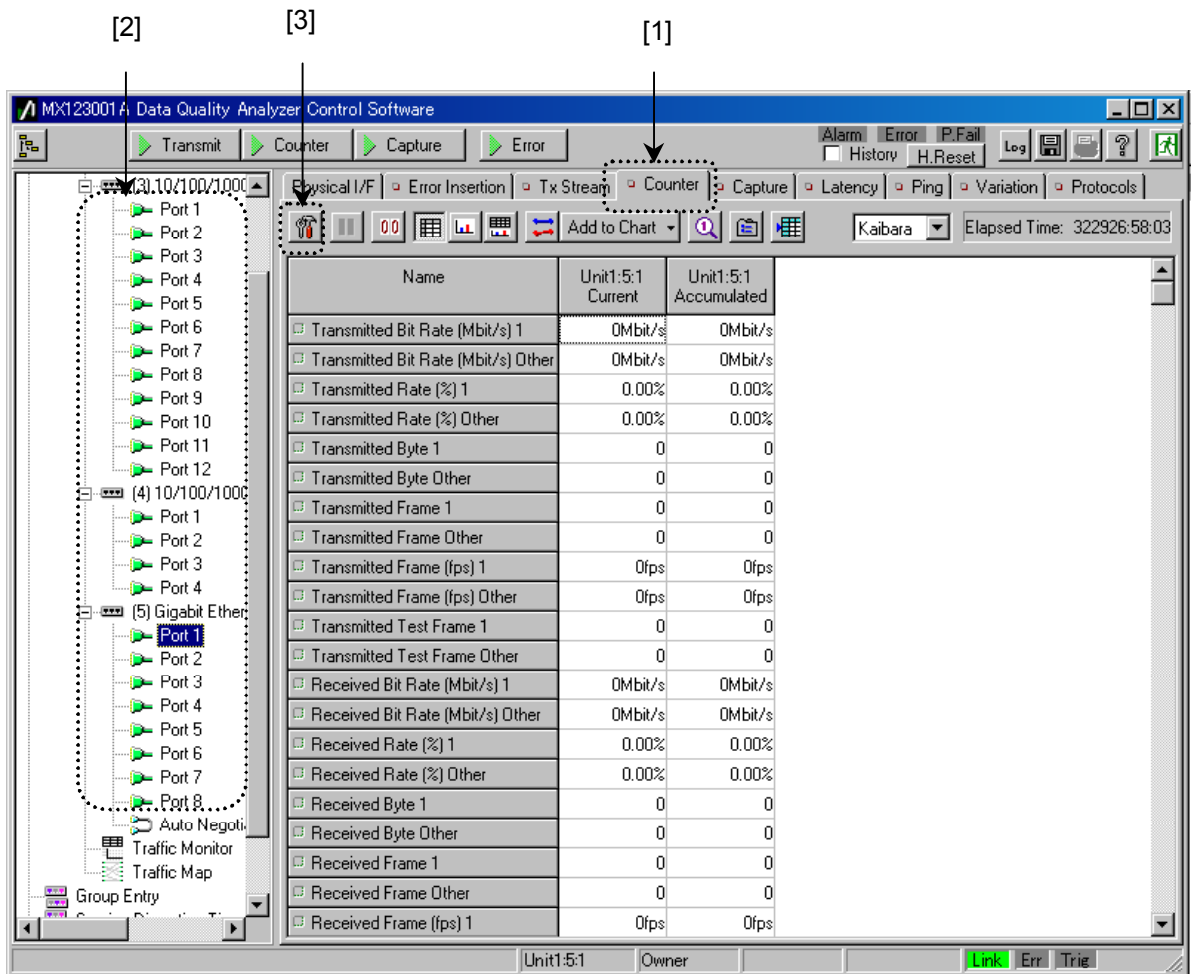 [2]
[3]
[1]
MX123001A Data Quality Analyzer Control Software
Transmit
Counter
Capture
Error
Alarm Error P.Fail
History H.Reset
Log
?
(3) 10/100/1000
Port 1
Port 2
Port 3
Port 4
Port 5
Port 6
Port 7
Port 8
Port 9
Port 10
Port 11
Port 12
(4) 10/100/1000
Port 1
Port 2
Port 3
Port 4
(5) Gigabit Ether
Port 1
Port 2
Port 3
Port 4
Port 5
Port 6
Port 7
Port 8
Auto Negoti
Traffic Monitor
Traffic Map
Group Entry
Physical I/F Error Insertion Tx Stream Counter Capture Latency Ping Variation Protocols
Add to Chart
Kaibara
Elapsed Time: 322926:58:03
Name Unit1:5:1 Current Unit1:5:1 Accumulated
Transmitted Bit Rate (Mbit/s) 1 0Mbit/s 0Mbit/s
Transmitted Bit Rate (Mbit/s) Other 0Mbit/s 0Mbit/s
Transmitted Rate (%) 1 0.00% 0.00%
Transmitted Rate (%) Other 0.00% 0.00%
Transmitted Byte 1 0 0
Transmitted Byte Other 0 0
Transmitted Frame 1 0 0
Transmitted Frame Other 0 0
Transmitted Frame (fps) 1 0fps 0fps
Transmitted Frame (fps) Other 0fps 0fps
Transmitted Test Frame 1 0 0
Transmitted Test Frame Other 0 0
Received Bit Rate (Mbit/s) 1 0Mbit/s 0Mbit/s
Received Bit Rate (Mbit/s) Other 0Mbit/s 0Mbit/s
Received Rate (%) 1 0.00% 0.00%
Received Rate (%) Other 0.00% 0.00%
Received Byte 1 0 0
Received Byte Other 0 0
Received Frame 1 0 0
Received Frame Other 0 0
Received Frame (fps) 1 0fps 0fps
Unit1:5:1 Owner Link Err Trig